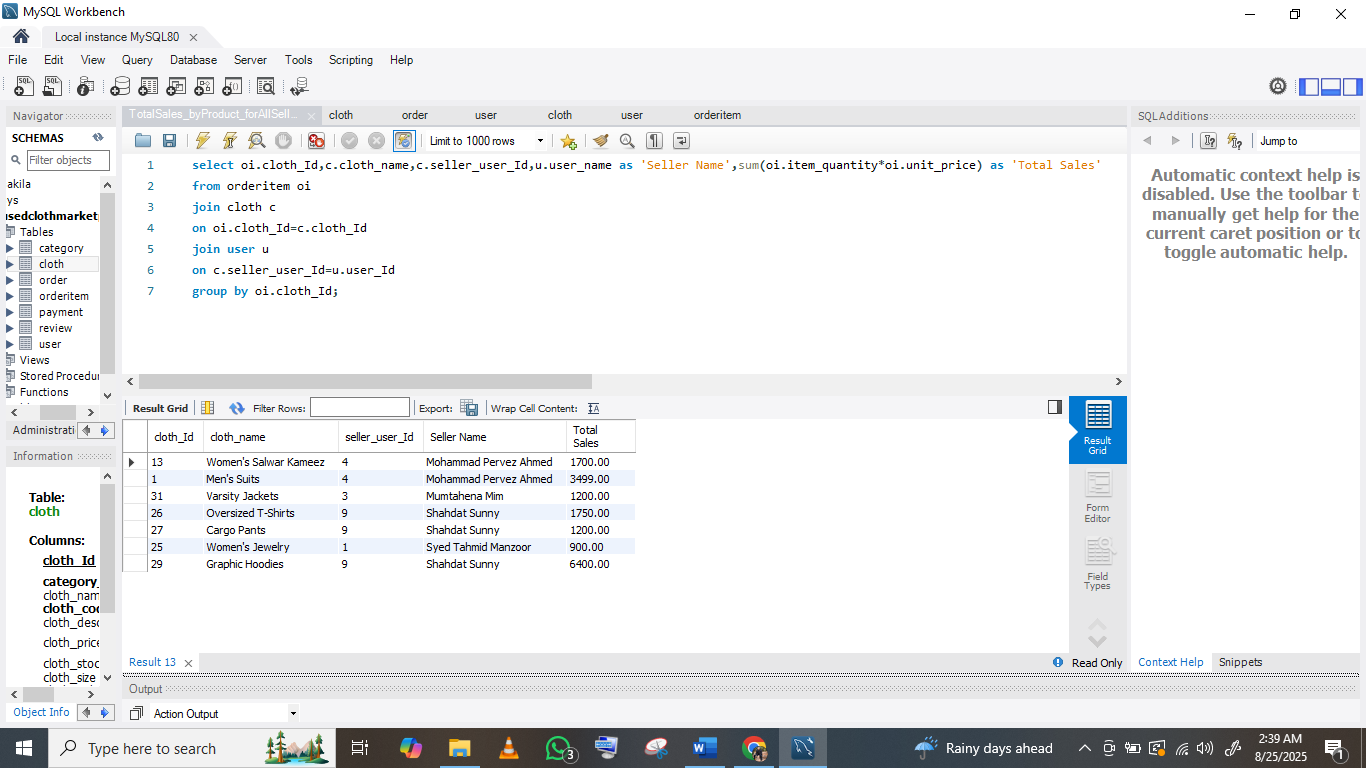 MySQL Workbench
Local instance MySQL80
File Edit View Query Database Server Tools Scripting Help
Navigator
SCHEMAS
Filter objects
akila
ys
usedclothmarket
Tables
category
cloth
order
orderitem
payment
review
user
Views
Stored Procedu
Functions
Administrati
Information
Table:
cloth
Columns:
cloth_Id
category_
cloth_nam
cloth_coo
cloth_desc
cloth_price
cloth_stoc
cloth_size
Object Info
TotalSales_byProduct_forAllSell... cloth order user cloth user orderitem
Limit to 1000 rows
1 select oi.cloth_Id,c.cloth_name,c.seller_user_Id,u.user_name as 'Seller Name',sum(oi.item_quantity*oi.unit_price) as 'Total Sales'
2 from orderitem oi
3 join cloth c
4 on oi.cloth_Id=c.cloth_Id
5 join user u
6 on c.seller_user_Id=u.user_Id
7 group by oi.cloth_Id;
Result Grid Filter Rows: Export: Wrap Cell Content:
cloth_Id cloth_name seller_user_Id Seller Name Total Sales
13 Women's Salwar Kameez 4 Mohammad Pervez Ahmed 1700.00
1 Men's Suits 4 Mohammad Pervez Ahmed 3499.00
31 Varsity Jackets 3 Mumtahena Mim 1200.00
26 Oversized T-Shirts 9 Shahdat Sunny 1750.00
27 Cargo Pants 9 Shahdat Sunny 1200.00
25 Women's Jewelry 1 Syed Tahmid Manzoor 900.00
29 Graphic Hoodies 9 Shahdat Sunny 6400.00
Result Grid
Form Editor
Field Types
Result 13
Read Only
Output
Action Output
SQLAdditions
Jump to
Automatic context help is
disabled. Use the toolbar t
manually get help for the
current caret position or to
toggle automatic help.
Context Help Snippets
Type here to search
3
Rainy days ahead
2:39 AM
8/25/2025
1